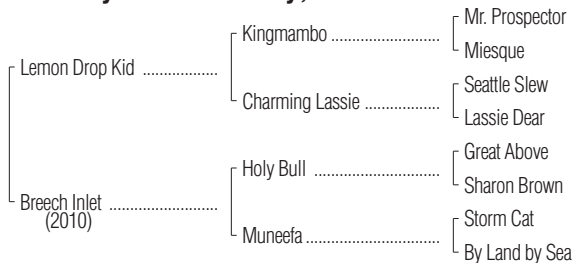 Mr. Prospector
Kingmambo ..........................
Miesque
Lemon Drop Kid ..................
Seattle Slew
Charming Lassie ..................
Lassie Dear
Great Above
Holy Bull ...........................
Sharon Brown
Breech Inlet ..........................
(2010)
Storm Cat
Muneefa ................................
By Land by Sea